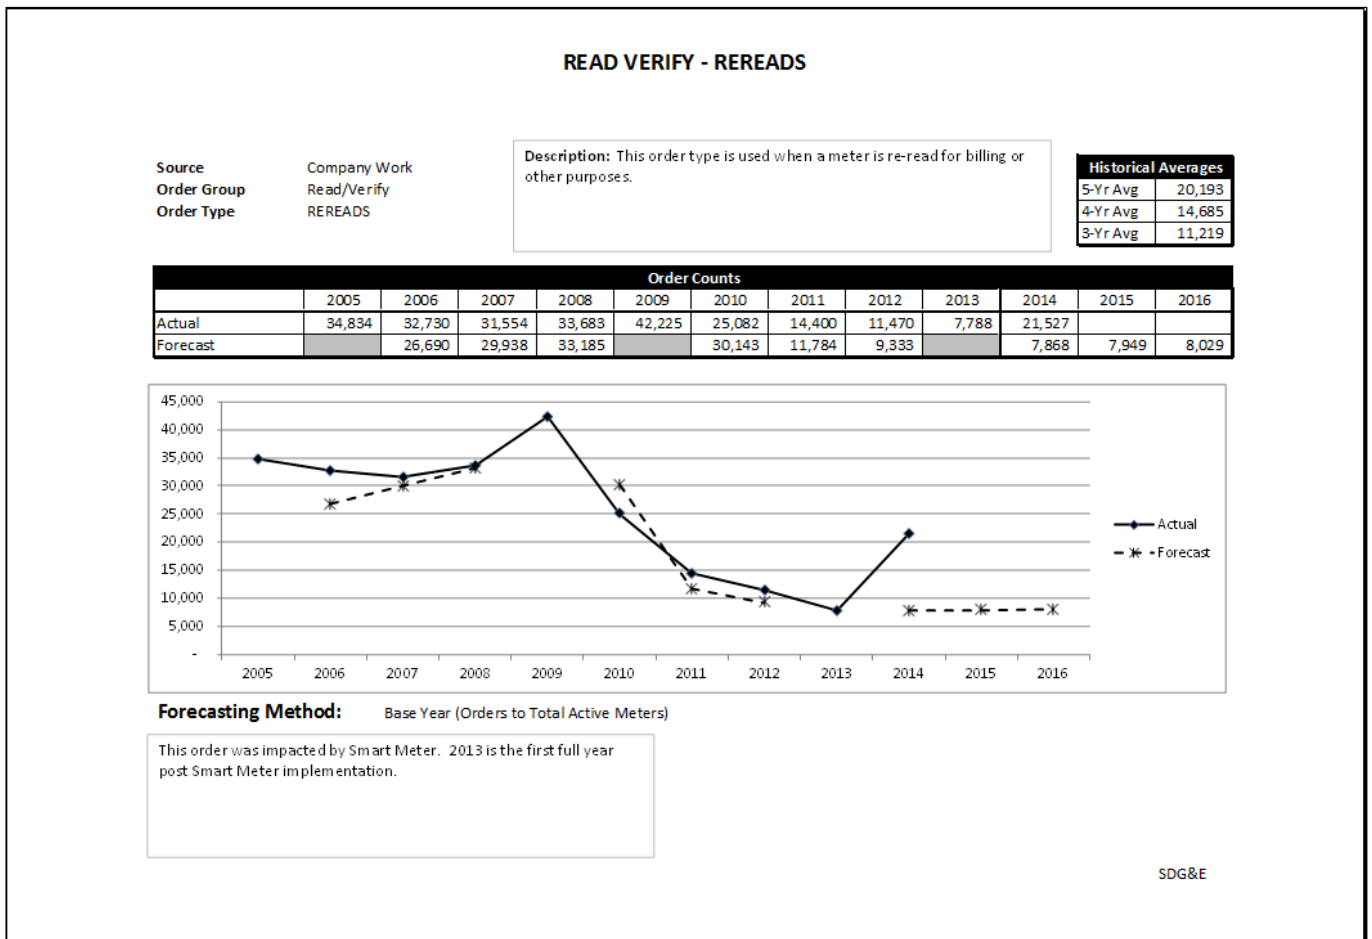 READ VERIFY - REREADS
Source Company Work
Order Group Read/Verify
Order Type REREADS
Description: This order type is used when a meter is re-read for billing or
other purposes.
Historical Averages
5-Yr Avg 20,193
4-Yr Avg 14,685
3-Yr Avg 11,219
Order Counts
2005 2006 2007 2008 2009 2010 2011 2012 2013 2014 2015 2016
Actual 34,834 32,730 31,554 33,683 42,225 25,082 14,400 11,470 7,788 21,527
Forecast 26,690 29,938 33,185 30,143 11,784 9,333 7,868 7,949 8,029
45,000
40,000
35,000
30,000
25,000
20,000
15,000
10,000
5,000
-
2005 2006 2007 2008 2009 2010 2011 2012 2013 2014 2015 2016
Actual
Forecast
Forecasting Method: Base Year (Orders to Total Active Meters)
This order was impacted by Smart Meter. 2013 is the first full year
post Smart Meter implementation.
SDG&E